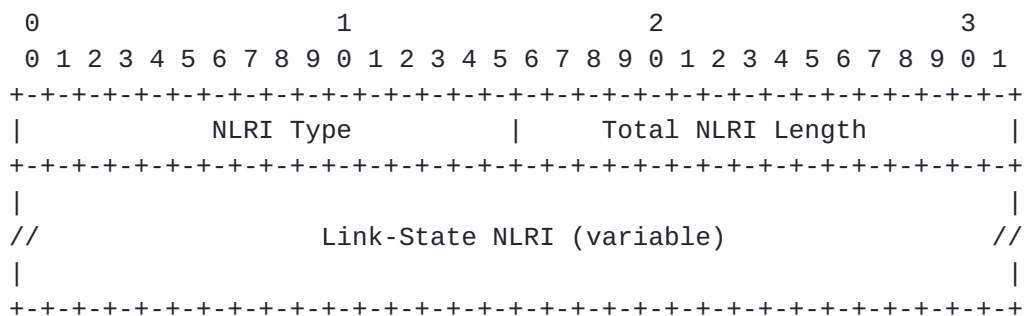 0                   1                   2                   3
 0 1 2 3 4 5 6 7 8 9 0 1 2 3 4 5 6 7 8 9 0 1 2 3 4 5 6 7 8 9 0 1
+-+-+-+-+-+-+-+-+-+-+-+-+-+-+-+-+-+-+-+-+-+-+-+-+-+-+-+-+-+-+-+-+
|            NLRI Type          |     Total NLRI Length         |
+-+-+-+-+-+-+-+-+-+-+-+-+-+-+-+-+-+-+-+-+-+-+-+-+-+-+-+-+-+-+-+-+
|                                                               |
//                  Link-State NLRI (variable)                 //
|                                                               |
+-+-+-+-+-+-+-+-+-+-+-+-+-+-+-+-+-+-+-+-+-+-+-+-+-+-+-+-+-+-+-+-+